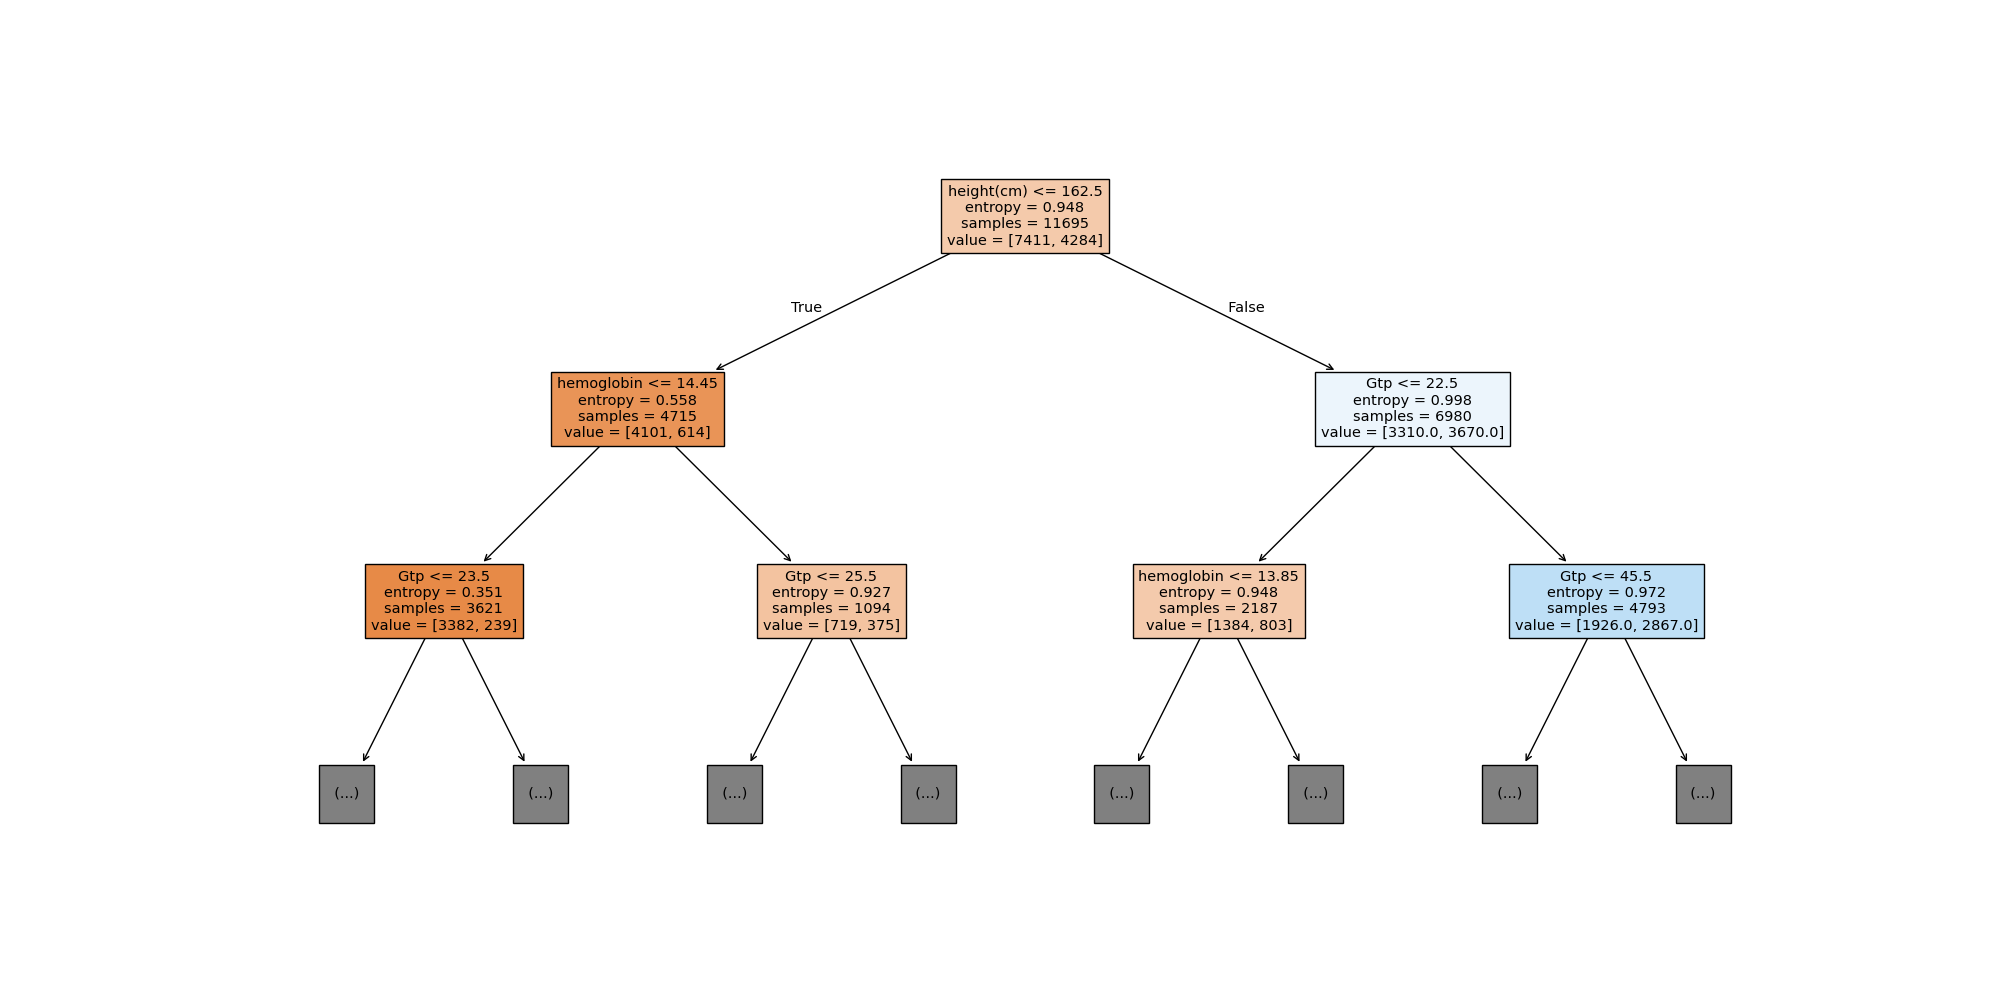 height(cm) <= 162.5
entropy = 0.948
samples = 11695
value = [7411, 4284]
True
False
hemoglobin <= 14.45
entropy = 0.558
samples = 4715
value = [4101, 614]
Gtp <= 22.5
entropy = 0.998
samples = 6980
value = [3310.0, 3670.0]
Gtp <= 23.5
entropy = 0.351
samples = 3621
value = [3382, 239]
Gtp <= 25.5
entropy = 0.927
samples = 1094
value = [719, 375]
hemoglobin <= 13.85
entropy = 0.948
samples = 2187
value = [1384, 803]
Gtp <= 45.5
entropy = 0.972
samples = 4793
value = [1926.0, 2867.0]
(...)
(...)
(...)
(...)
(...)
(...)
(...)
(...)